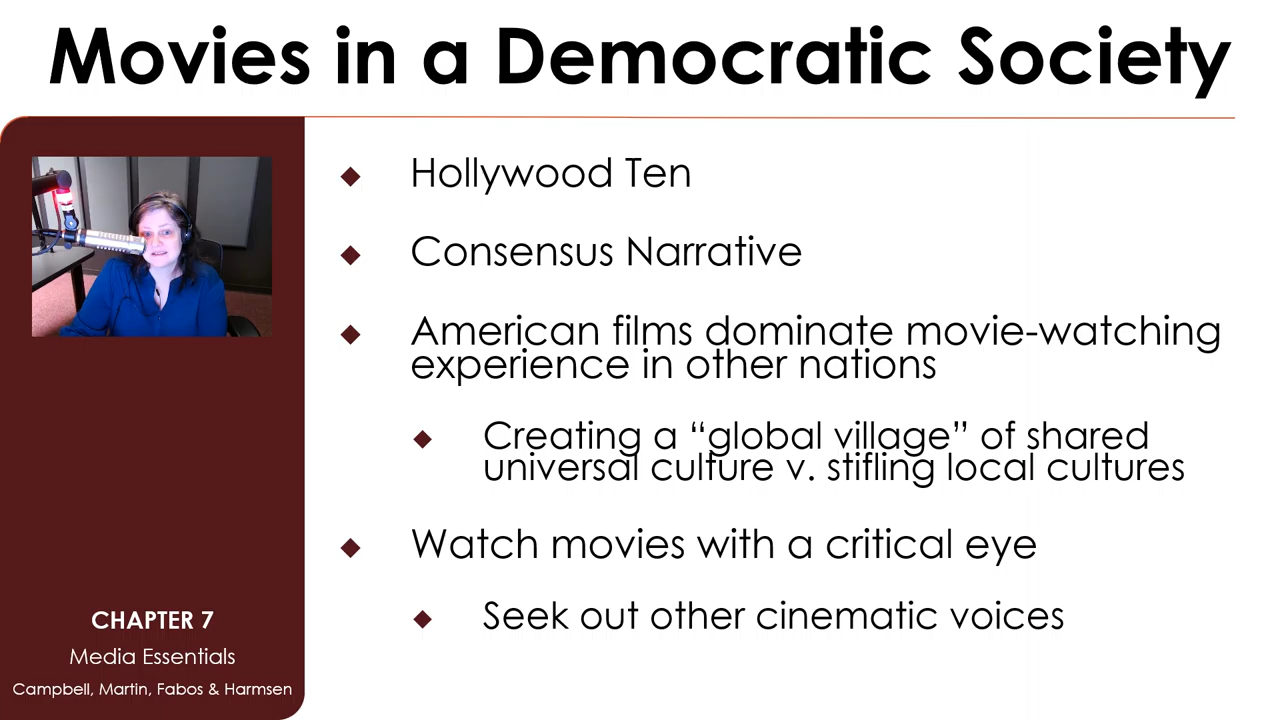 Movies in a Democratic Society
Hollywood Ten
Consensus Narrative
American films dominate movie-watching
experience in other nations
Creating a “global village” of shared
universal culture v. stifling local cultures
Watch movies with a critical eye
Seek out other cinematic voices
CHAPTER 7
Media Essentials
Campbell, Martin, Fabos & Harmsen